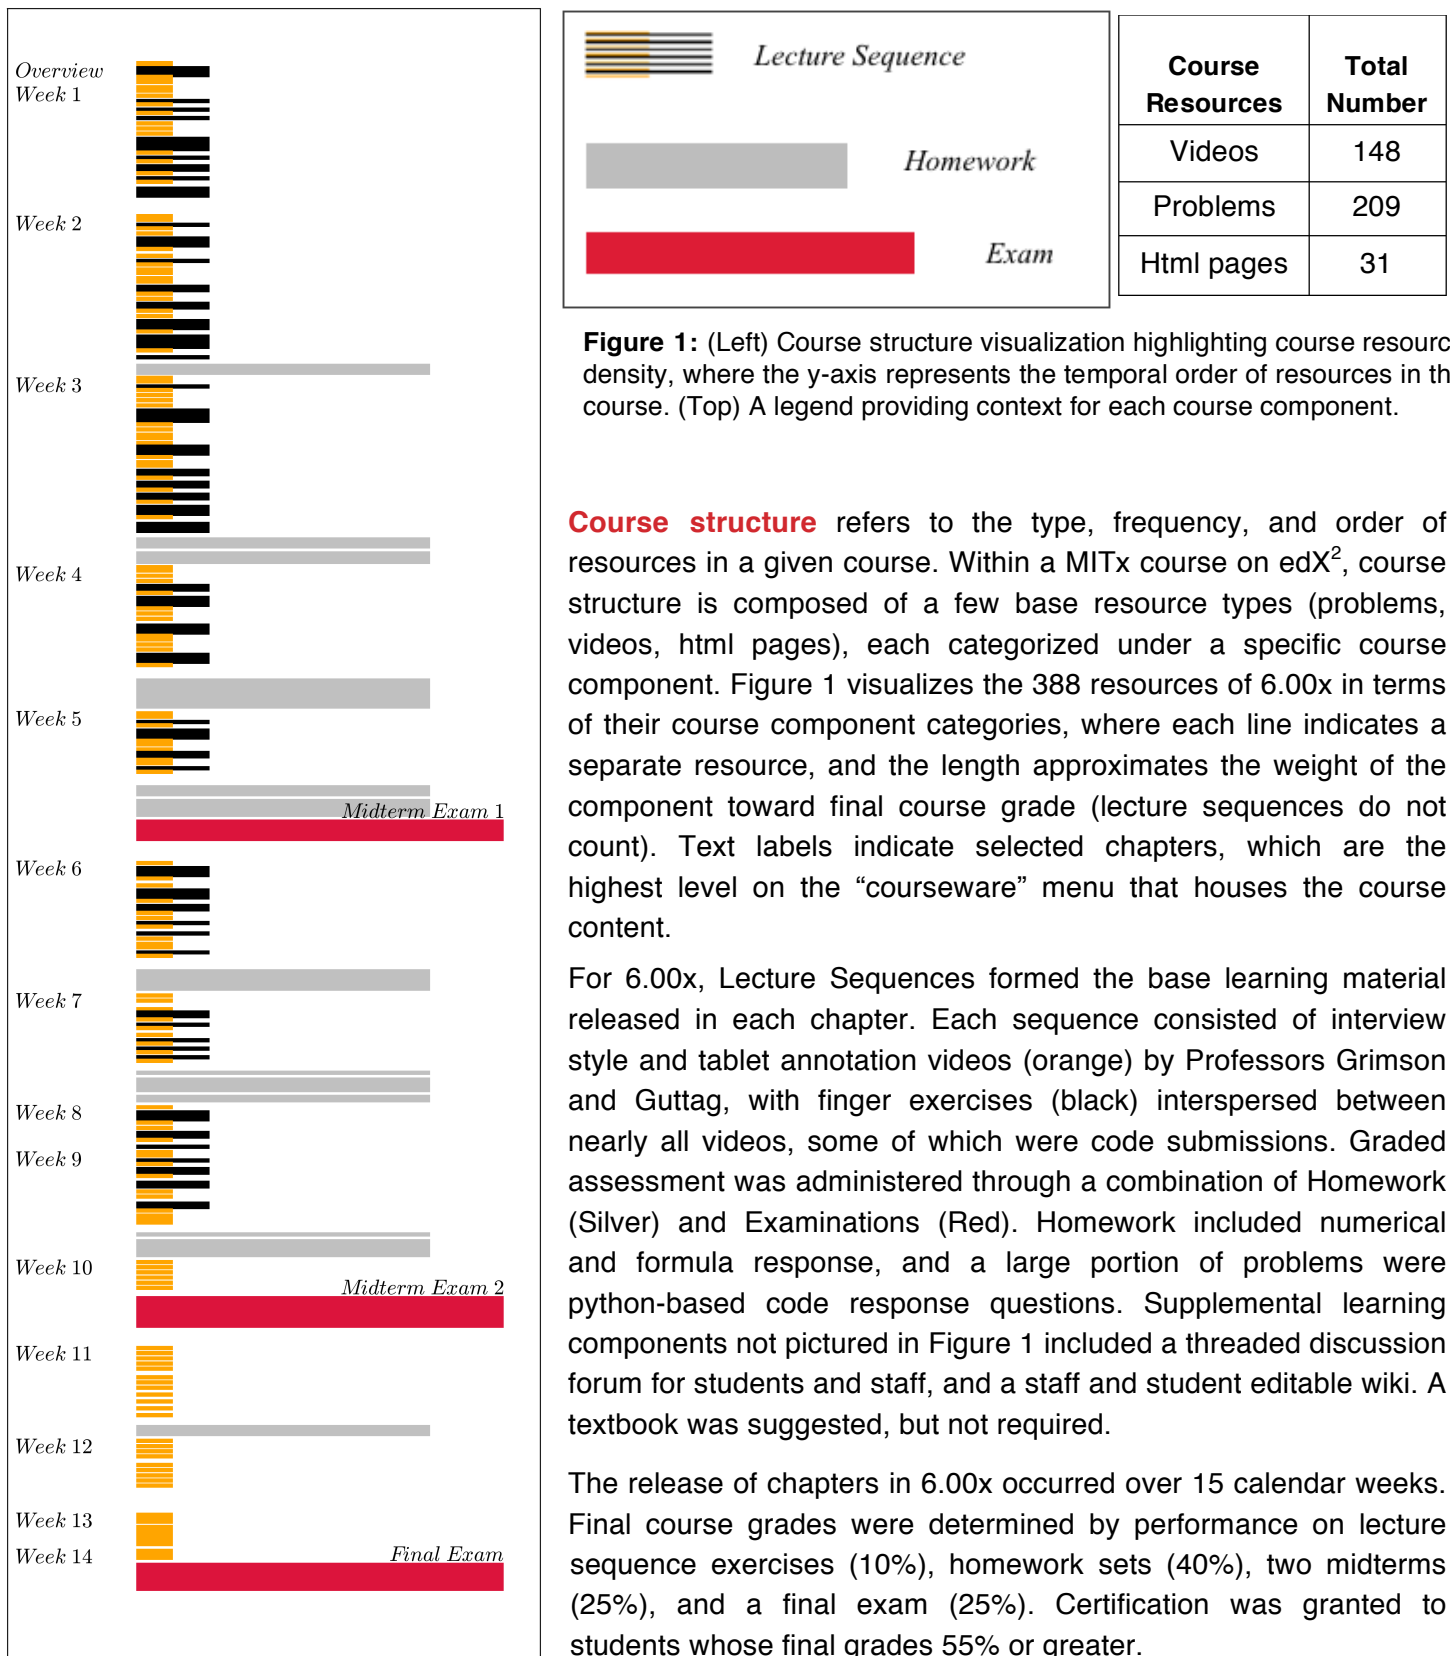 Overview
Week 1
Week 2
Week 3
Week 4
Week 5
Midterm Exam 1
Week 6
Week 7
Week 8
Week 9
Week 10
Midterm Exam 2
Week 11
Week 12
Week 13
Week 14
Final Exam
Lecture Sequence
Homework
Exam
Course Resources Total Number
Videos 148
Problems 209
Html pages 31
Figure 1: (Left) Course structure visualization highlighting course resourc
density, where the y-axis represents the temporal order of resources in th
course. (Top) A legend providing context for each course component.
Course structure refers to the type, frequency, and order of
resources in a given course. Within a MITx course on edX2, course
structure is composed of a few base resource types (problems,
videos, html pages), each categorized under a specific course
component. Figure 1 visualizes the 388 resources of 6.00x in terms
of their course component categories, where each line indicates a
separate resource, and the length approximates the weight of the
component toward final course grade (lecture sequences do not
count). Text labels indicate selected chapters, which are the
highest level on the “courseware” menu that houses the course
content.
For 6.00x, Lecture Sequences formed the base learning material
released in each chapter. Each sequence consisted of interview
style and tablet annotation videos (orange) by Professors Grimson
and Guttag, with finger exercises (black) interspersed between
nearly all videos, some of which were code submissions. Graded
assessment was administered through a combination of Homework
(Silver) and Examinations (Red). Homework included numerical
and formula response, and a large portion of problems were
python-based code response questions. Supplemental learning
components not pictured in Figure 1 included a threaded discussion
forum for students and staff, and a staff and student editable wiki. A
textbook was suggested, but not required.
The release of chapters in 6.00x occurred over 15 calendar weeks.
Final course grades were determined by performance on lecture
sequence exercises (10%), homework sets (40%), two midterms
(25%), and a final exam (25%). Certification was granted to
students whose final grades 55% or greater.